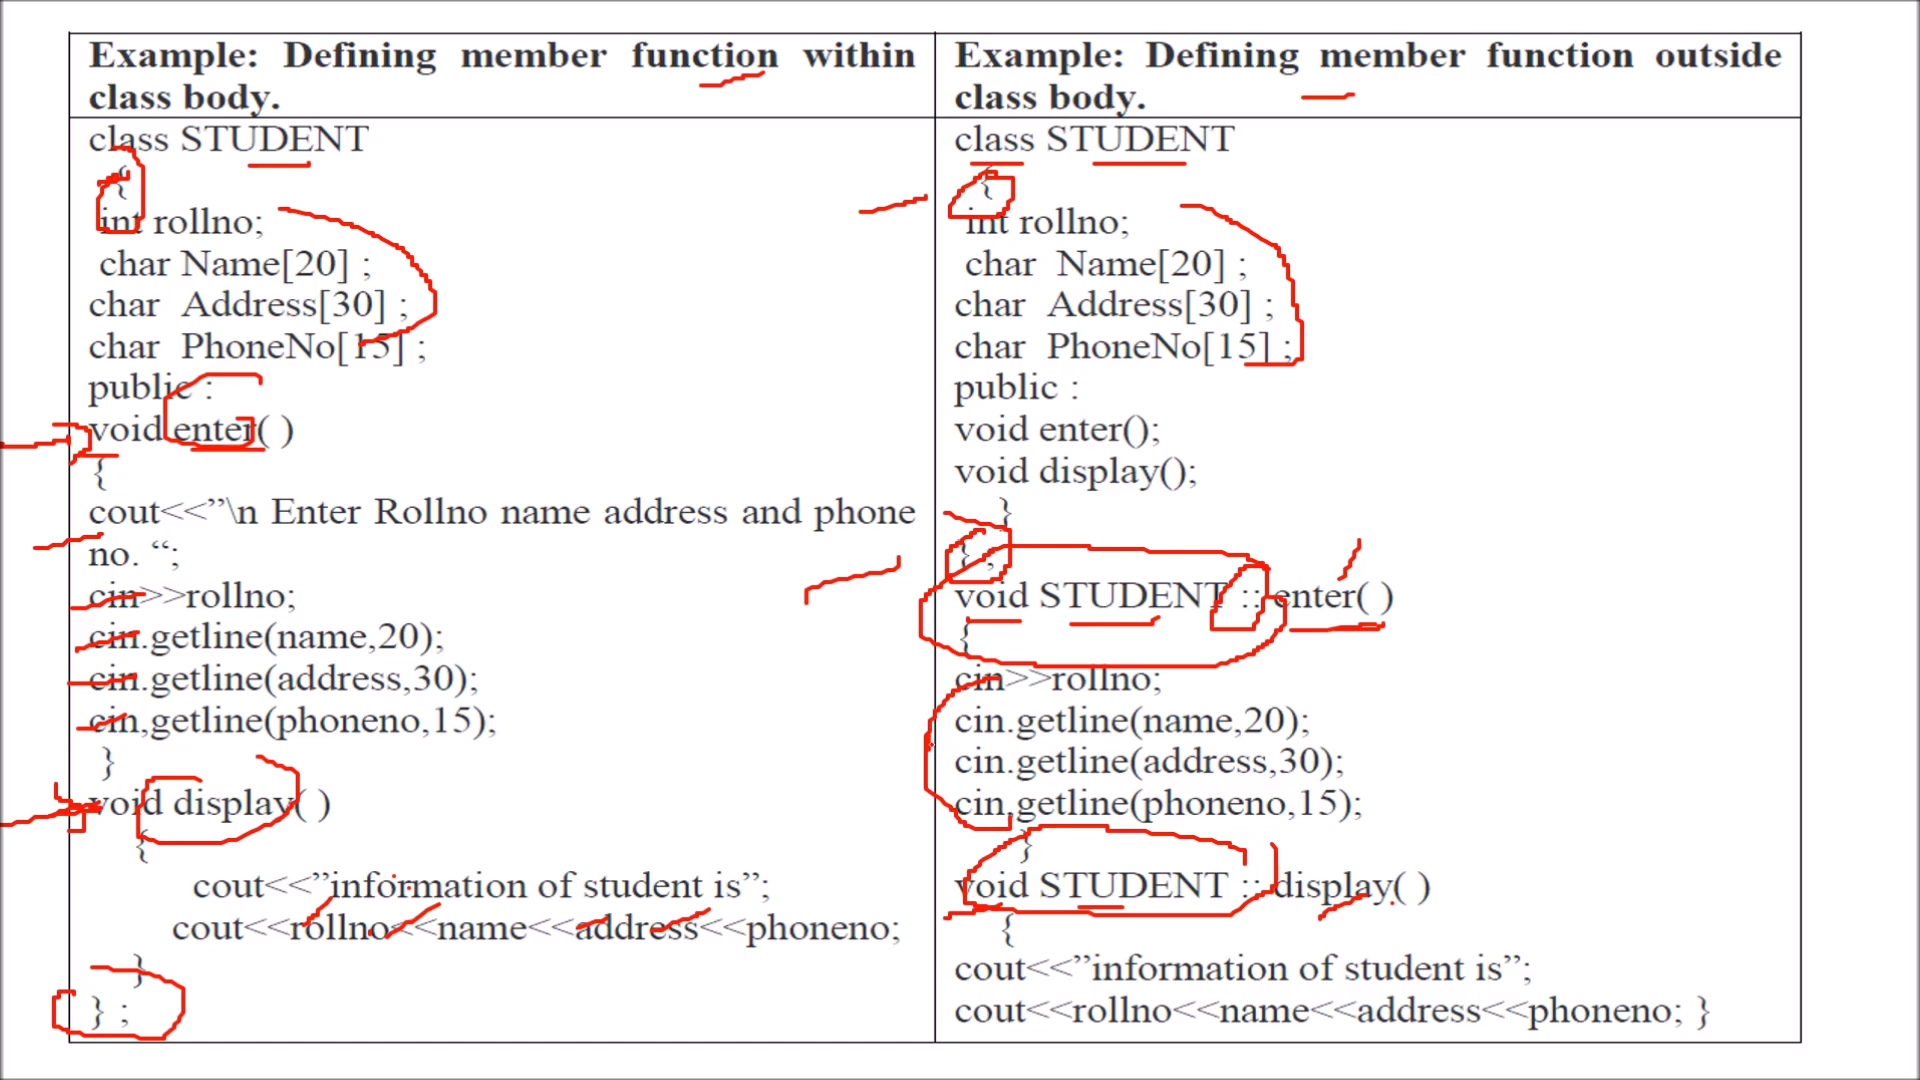 Example: Defining member function within
class body.
class STUDENT
{
int rollno;
char Name[20] ;
char Address[30] ;
char PhoneNo[15] ;
public :
void enter( )
{
cout<<”\n Enter Rollno name address and phone
no. “;
cin>>rollno;
cin.getline(name,20);
cin.getline(address,30);
cin,getline(phoneno,15);
}
void display( )
{
cout<<”information of student is”;
cout<<rollno<<name<<address<<phoneno;
}
} ;
Example: Defining member function outside
class body.
class STUDENT
{
int rollno;
char Name[20] ;
char Address[30] ;
char PhoneNo[15] ;
public :
void enter();
void display();
}
} ;
void STUDENT :: enter( )
{
cin>>rollno;
cin.getline(name,20);
cin.getline(address,30);
cin,getline(phoneno,15);
}
void STUDENT :: display( )
{
cout<<”information of student is”;
cout<<rollno<<name<<address<<phoneno; }